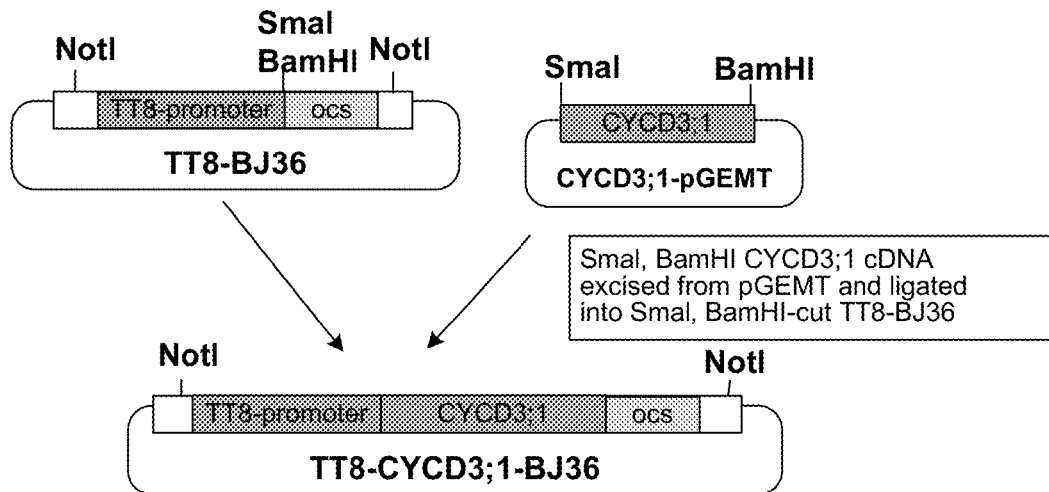 NotI
SmaI
BamHI
NotI
TT8-promoter
ocs
TT8-BJ36
SmaI
BamHI
CYCD3;1
CYCD3;1-pGEMT
SmaI, BamHI CYCD3;1 cDNA
excised from pGEMT and ligated
into SmaI, BamHI-cut TT8-BJ36
NotI
NotI
TT8-promoter
CYCD3;1
ocs
TT8-CYCD3;1-BJ36